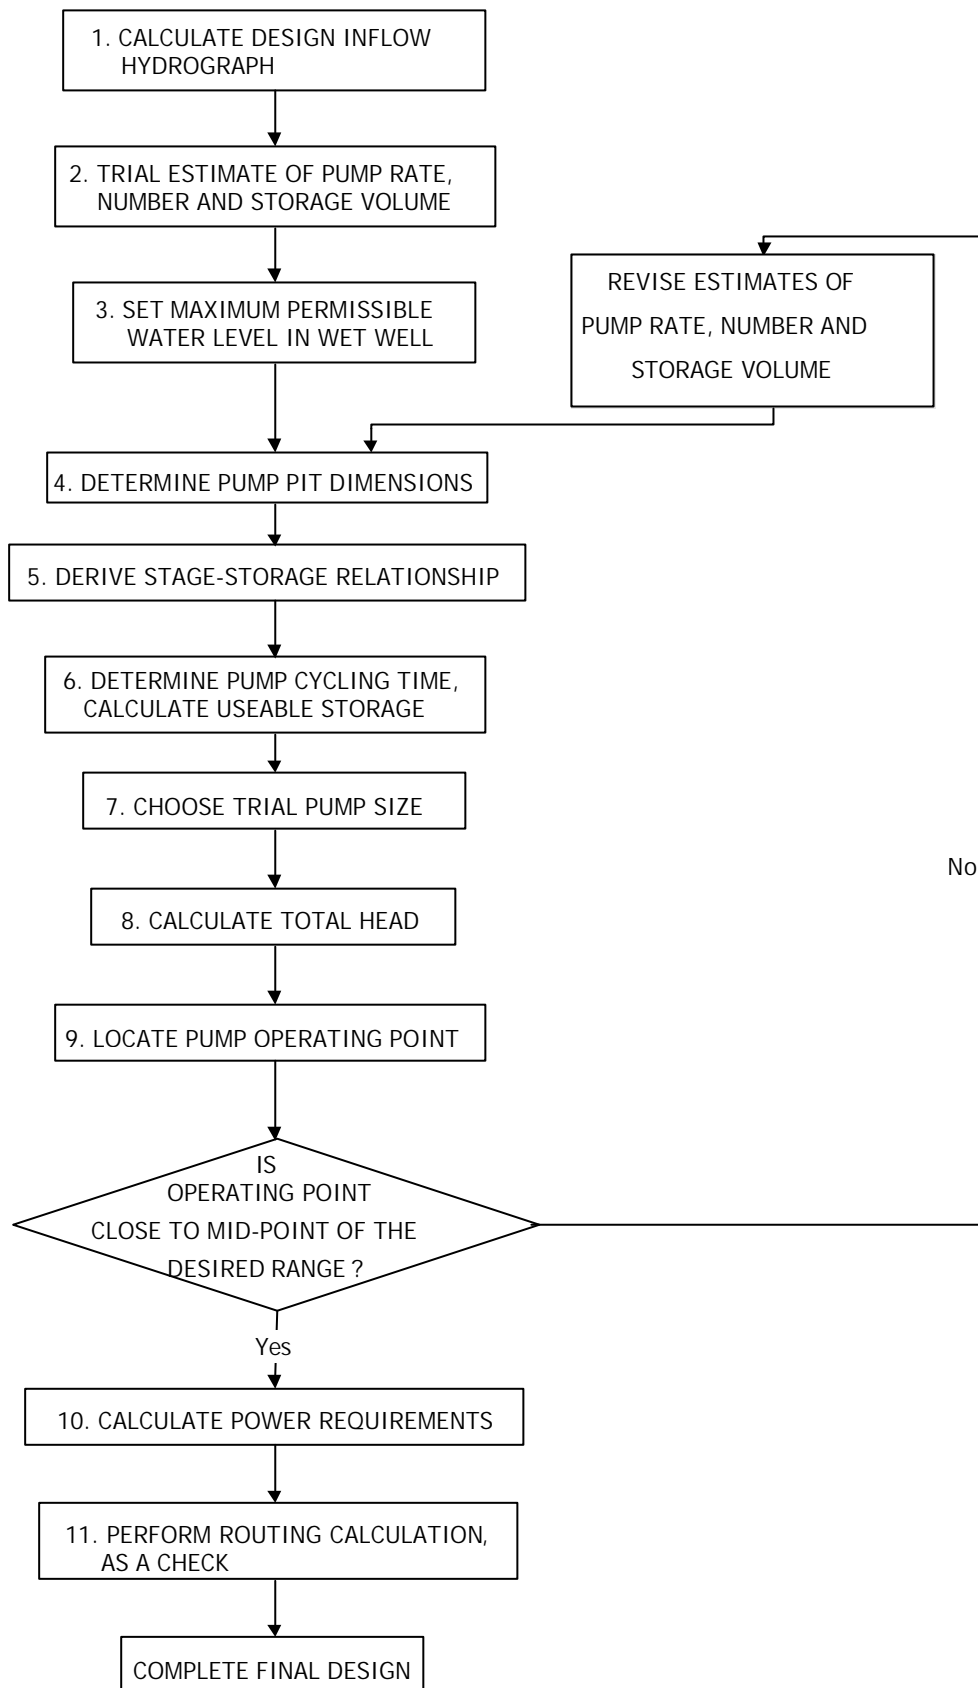 1. CALCULATE DESIGN INFLOW
HYDROGRAPH
2. TRIAL ESTIMATE OF PUMP RATE,
NUMBER AND STORAGE VOLUME
3. SET MAXIMUM PERMISSIBLE
WATER LEVEL IN WET WELL
REVISE ESTIMATES OF
PUMP RATE, NUMBER AND
STORAGE VOLUME
4. DETERMINE PUMP PIT DIMENSIONS
5. DERIVE STAGE-STORAGE RELATIONSHIP
6. DETERMINE PUMP CYCLING TIME,
CALCULATE USEABLE STORAGE
7. CHOOSE TRIAL PUMP SIZE
No
8. CALCULATE TOTAL HEAD
9. LOCATE PUMP OPERATING POINT
IS
OPERATING POINT
CLOSE TO MID-POINT OF THE
DESIRED RANGE ?
Yes
10. CALCULATE POWER REQUIREMENTS
11. PERFORM ROUTING CALCULATION,
AS A CHECK
COMPLETE FINAL DESIGN